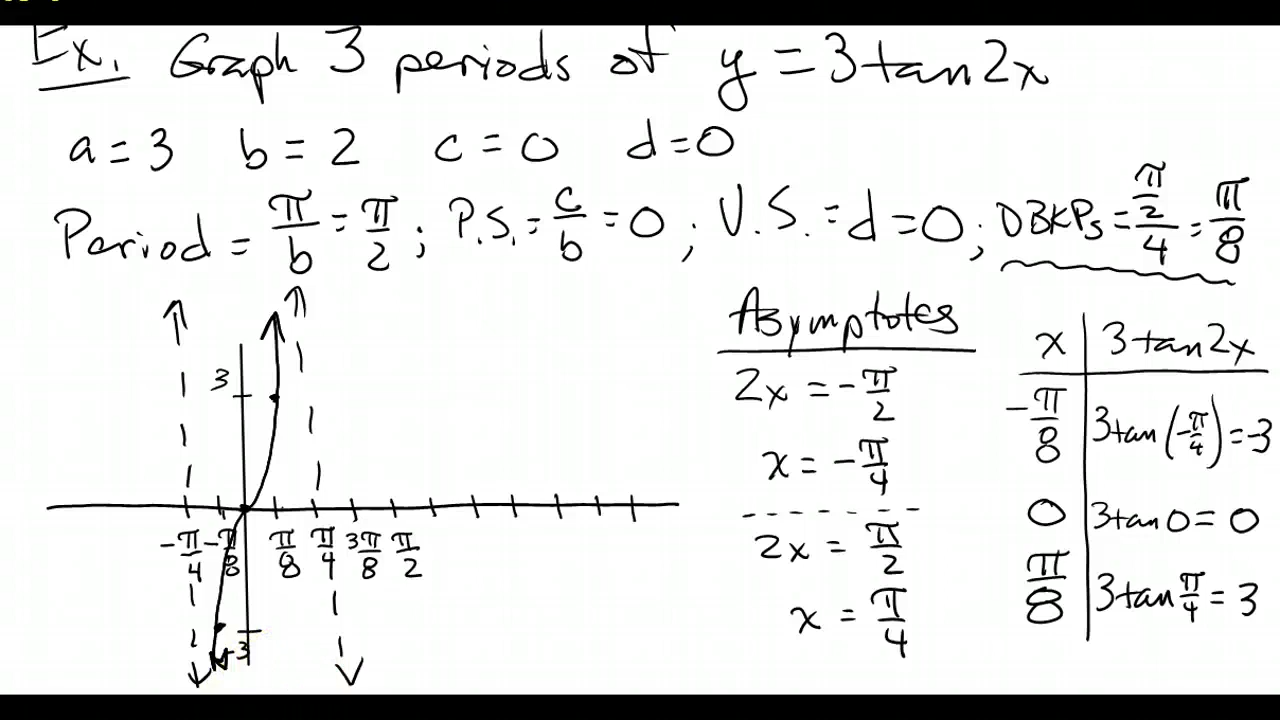 Ex. Graph 3 periods of y = 3tan2x
a = 3 b = 2 c = 0 d = 0
Period = π/b = π/2 ; P.S. = c/b = 0 ; V.S. = d = 0 ; DBKPs = (π/2)/4 = π/8
3
-π/4 -π/8 π/8 π/4 3π/8 π/2
-3
Asymptotes
2x = -π/2
x = -π/4
2x = π/2
x = π/4
x 3tan2x
-π/8 3tan(-π/4) = -3
0 3tan0 = 0
π/8 3tanπ/4 = 3